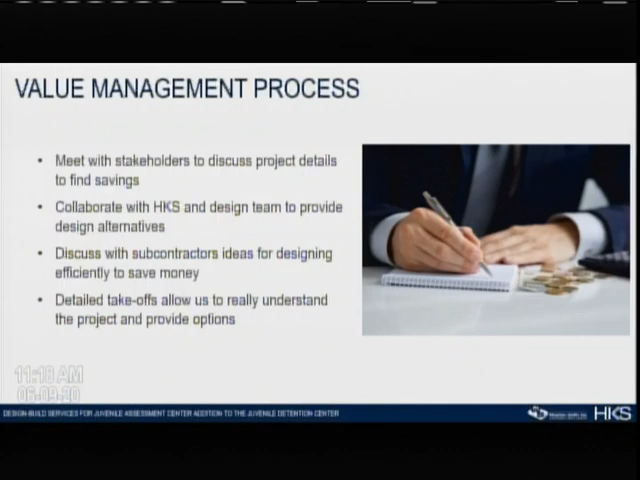 VALUE MANAGEMENT PROCESS
• Meet with stakeholders to discuss project details
to find savings
• Collaborate with HKS and design team to provide
design alternatives
• Discuss with subcontractors ideas for designing
efficiently to save money
• Detailed take-offs allow us to really understand
the project and provide options
11:18 AM
06.09.20
DESIGN-BUILD SERVICES FOR JUVENILE ASSESSMENT CENTER ADDITION TO THE JUVENILE DETENTION CENTER
HKS